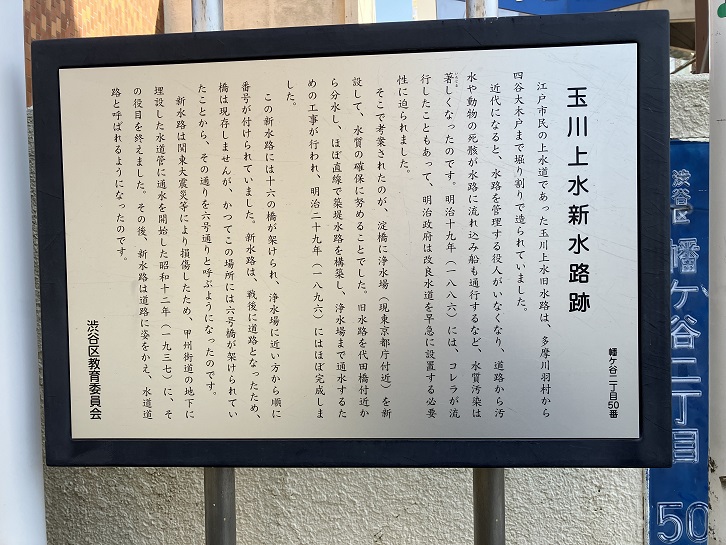 玉川上水新水路跡
幡ケ谷二丁目50番
江戸市民の上水道であった玉川上水旧水路は、多摩川羽村から
四谷大木戸まで堀り割りで造られていました。
近代になると、水路を管理する役人がいなくなり、道路から汚
水や動物の死骸が水路に流れ込み船も通行するなど、水質汚染は
著しくなったのです。明治十九年（一八八六）には、コレラが流
行したこともあって、明治政府は改良水道を早急に設置する必要
性に迫られました。
そこで考案されたのが、淀橋に浄水場（現東京都庁付近）を新
設して、水質の確保に努めることでした。旧水路を代田橋付近か
ら分水し、ほぼ直線で築堤水路を構築し、浄水場まで通水するた
めの工事が行われ、明治二十九年（一八九六）にはほぼ完成しま
した。
この新水路には十六の橋が架けられ、浄水場に近い方から順に
番号が付けられていました。新水路は、戦後に道路となったため、
橋は現存しませんが、かつてこの場所には六号橋が架けられてい
たことから、その通りを六号通りと呼ぶようになったのです。
新水路は関東大震災等により損傷したため、甲州街道の地下に
埋設した水道管に通水を開始した昭和十二年（一九三七）に、そ
の役目を終えました。その後、新水路は道路に姿をかえ、水道道
路と呼ばれるようになったのです。
渋谷区教育委員会
渋谷区
幡ケ谷二丁目
50